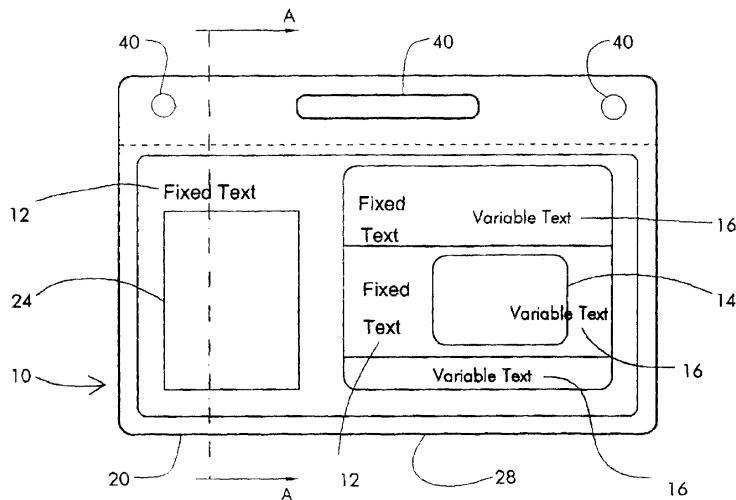 A
40 40 40
Fixed Text
12
Fixed
Text
Variable Text
16
24
Fixed
Text
14
Variable Text
16
10
Variable Text
20
A
12
28
16